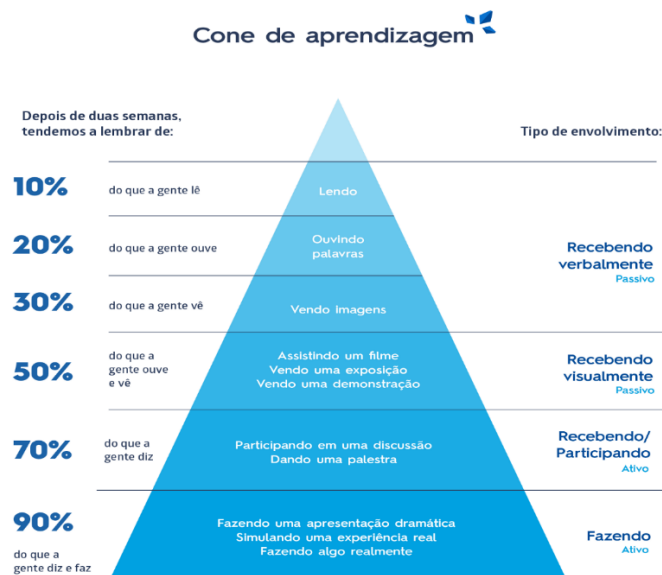 Cone de aprendizagem
Depois de duas semanas,
tendemos a lembrar de:
Tipo de envolvimento:
10%
do que a gente lê
Lendo
20%
do que a gente ouve
Ouvindo
palavras
Recebendo
verbalmente
Passivo
30%
do que a gente vê
Vendo Imagens
50%
do que a
gente ouve
e vê
Assistindo um filme
Vendo uma exposição
Vendo uma demonstração
Recebendo
visualmente
Passivo
70%
do que a
gente diz
Participando em uma discussão
Dando uma palestra
Recebendo/
Participando
Ativo
90%
do que a
gente diz e faz
Fazendo uma apresentação dramática
Simulando uma experiência real
Fazendo algo realmente
Fazendo
Ativo